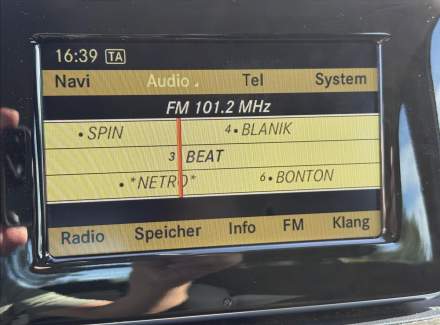 16:39 TA
Navi Audio Tel System
FM 101.2 MHz
• SPIN 4 • BLANIK
3 BEAT
• *NETRO* 6 • BONTON
Radio Speicher Info FM Klang